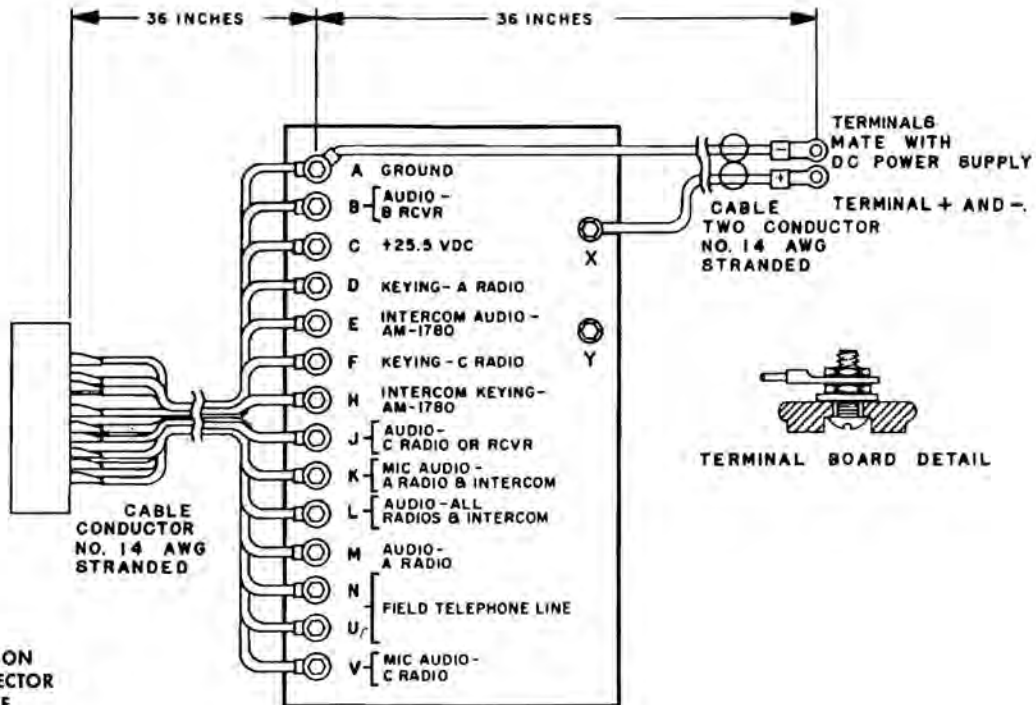 36 INCHES
36 INCHES
A GROUND
B AUDIO -
B RCVR
C +25.5 VDC
D KEYING - A RADIO
E INTERCOM AUDIO -
AM-1780
F KEYING - C RADIO
H INTERCOM KEYING -
AM-1780
J AUDIO -
C RADIO OR RCVR
K MIC AUDIO -
A RADIO & INTERCOM
L AUDIO - ALL
RADIOS & INTERCOM
M AUDIO -
A RADIO
N
FIELD TELEPHONE LINE
U
V MIC AUDIO -
C RADIO
X
Y
-
+
TERMINALS
MATE WITH
DC POWER SUPPLY
TERMINAL + AND -.
CABLE
TWO CONDUCTOR
NO. 14 AWG
STRANDED
TERMINAL BOARD DETAIL
CABLE
CONDUCTOR
NO. 14 AWG
STRANDED
ON
ECTOR